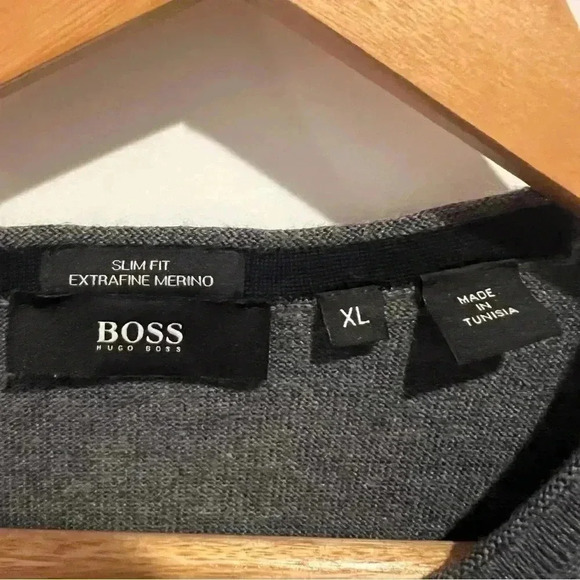 SLIM FIT
EXTRAFINE MERINO
BOSS
HUGO BOSS
XL
MADE
IN
TUNISIA